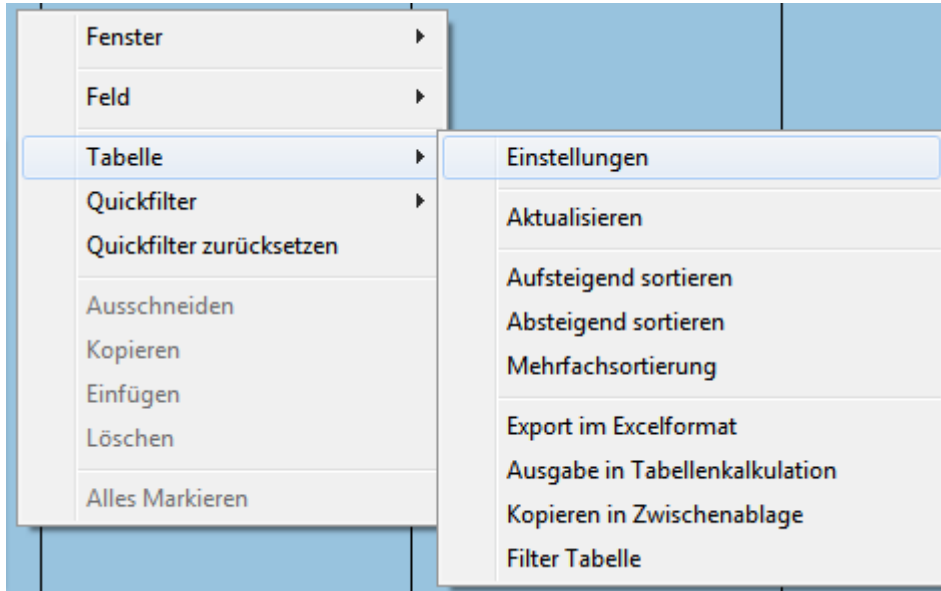 Fenster
Feld
Tabelle
Quickfilter
Quickfilter zurücksetzen
Ausschneiden
Kopieren
Einfügen
Löschen
Alles Markieren
Einstellungen
Aktualisieren
Aufsteigend sortieren
Absteigend sortieren
Mehrfachsortierung
Export im Excelformat
Ausgabe in Tabellenkalkulation
Kopieren in Zwischenablage
Filter Tabelle